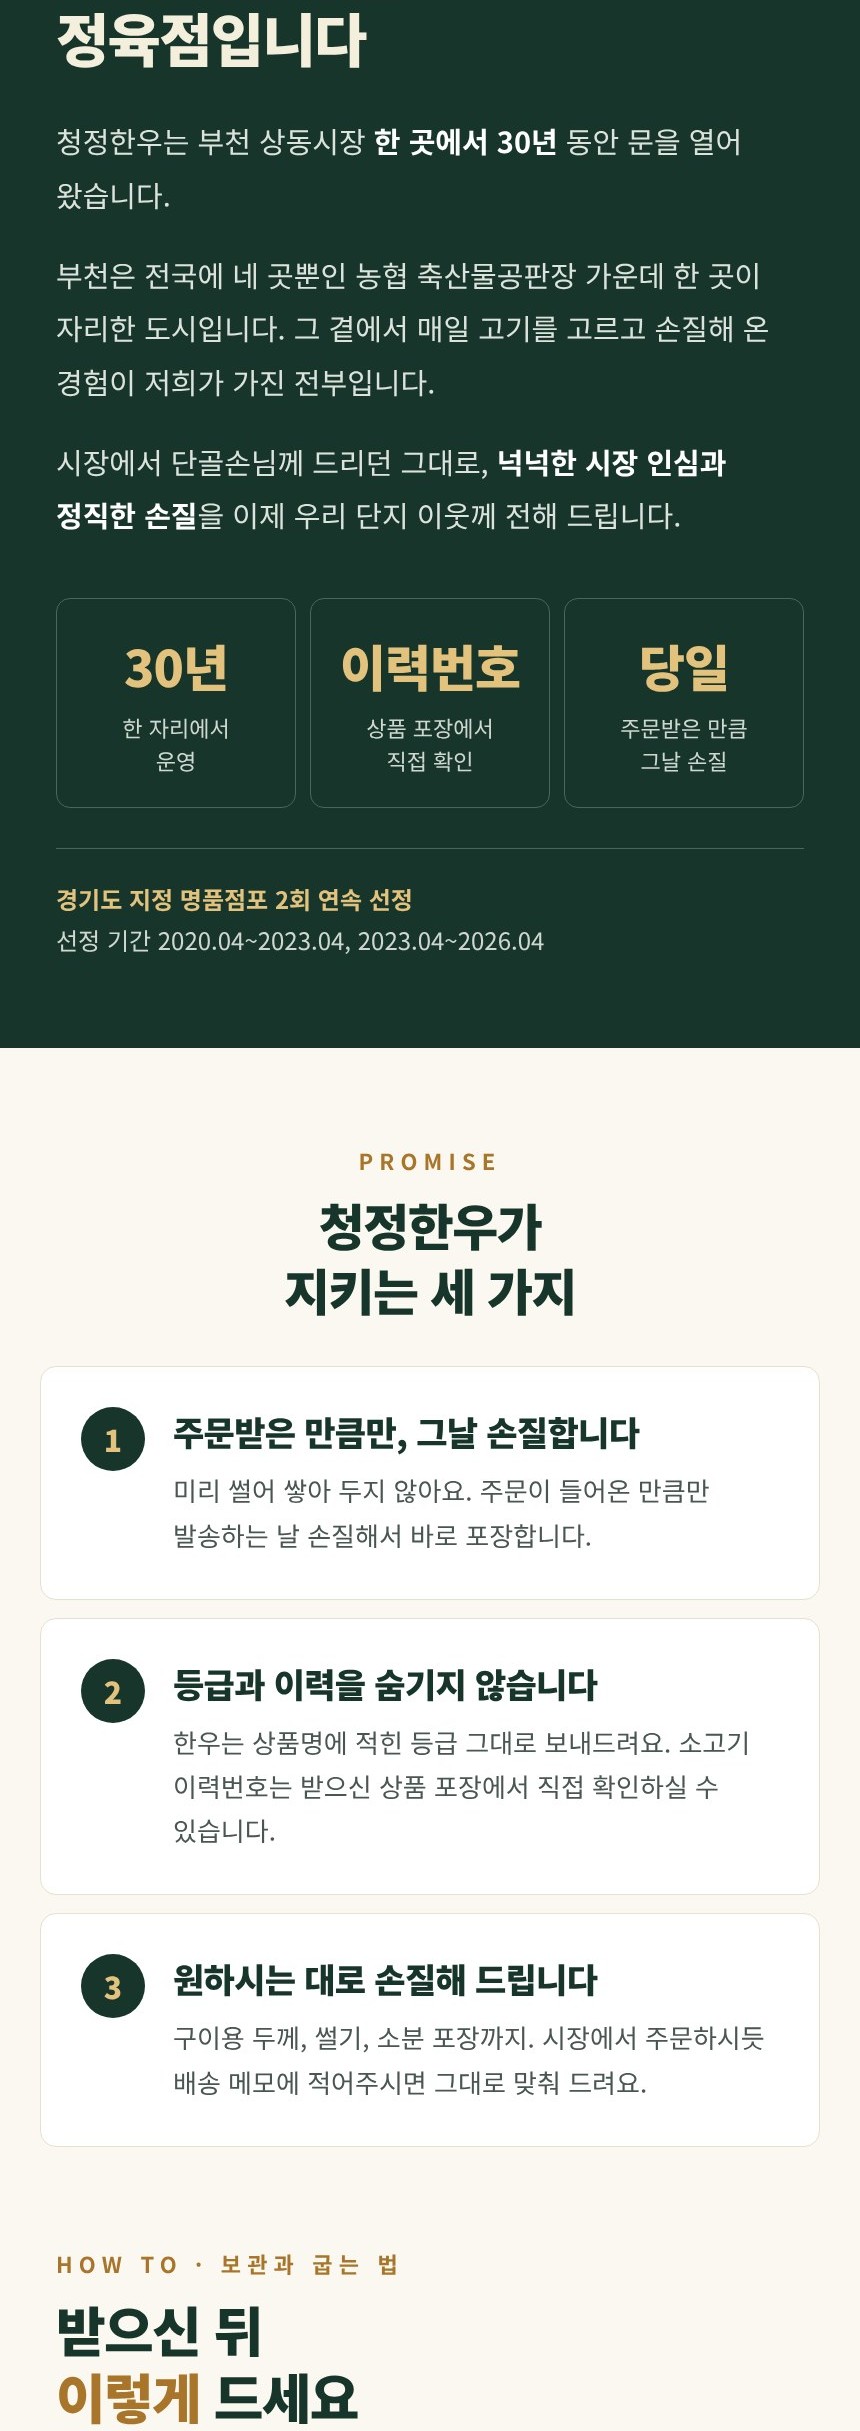 정육점입니다
청정한우는 부천 상동시장 한 곳에서 30년 동안 문을 열어
왔습니다.
부천은 전국에 네 곳뿐인 농협 축산물공판장 가운데 한 곳이
자리한 도시입니다. 그 곁에서 매일 고기를 고르고 손질해 온
경험이 저희가 가진 전부입니다.
시장에서 단골손님께 드리던 그대로, 넉넉한 시장 인심과
정직한 손질을 이제 우리 단지 이웃께 전해 드립니다.
30년
한 자리에서
운영
이력번호
상품 포장에서
직접 확인
당일
주문받은 만큼
그날 손질
경기도 지정 명품점포 2회 연속 선정
선정 기간 2020.04~2023.04, 2023.04~2026.04
PROMISE
청정한우가
지키는 세 가지
1
주문받은 만큼만, 그날 손질합니다
미리 썰어 쌓아 두지 않아요. 주문이 들어온 만큼만
발송하는 날 손질해서 바로 포장합니다.
2
등급과 이력을 숨기지 않습니다
한우는 상품명에 적힌 등급 그대로 보내드려요. 소고기
이력번호는 받으신 상품 포장에서 직접 확인하실 수
있습니다.
3
원하시는 대로 손질해 드립니다
구이용 두께, 썰기, 소분 포장까지. 시장에서 주문하시듯
배송 메모에 적어주시면 그대로 맞춰 드려요.
HOW TO · 보관과 굽는 법
받으신 뒤
이렇게 드세요